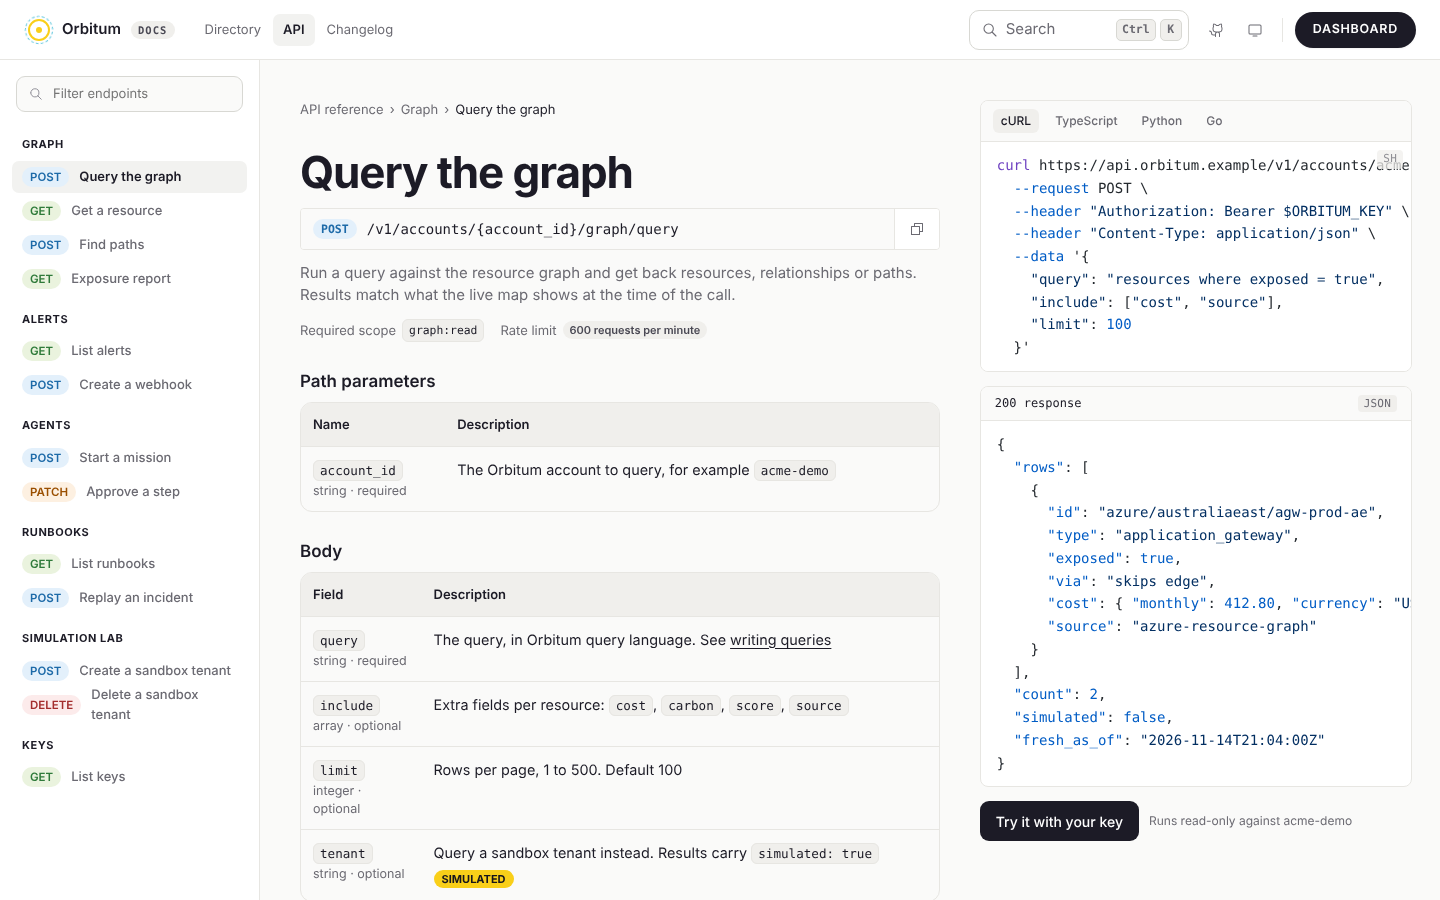 Orbitum DOCS Directory API Changelog Search Ctrl K DASHBOARD
Filter endpoints
GRAPH
POST Query the graph
GET Get a resource
POST Find paths
GET Exposure report
ALERTS
GET List alerts
POST Create a webhook
AGENTS
POST Start a mission
PATCH Approve a step
RUNBOOKS
GET List runbooks
POST Replay an incident
SIMULATION LAB
POST Create a sandbox tenant
DELETE Delete a sandbox
tenant
KEYS
GET List keys
API reference › Graph › Query the graph
Query the graph
POST /v1/accounts/{account_id}/graph/query
Run a query against the resource graph and get back resources, relationships or paths.
Results match what the live map shows at the time of the call.
Required scope graph:read Rate limit 600 requests per minute
Path parameters
Name Description
account_id The Orbitum account to query, for example acme-demo
string · required
Body
Field Description
query The query, in Orbitum query language. See writing queries
string · required
include Extra fields per resource: cost, carbon, score, source
array · optional
limit Rows per page, 1 to 500. Default 100
integer ·
optional
tenant Query a sandbox tenant instead. Results carry simulated: true
string · optional SIMULATED
cURL TypeScript Python Go
SH
curl https://api.orbitum.example/v1/accounts/acme
--request POST \
--header "Authorization: Bearer $ORBITUM_KEY" \
--header "Content-Type: application/json" \
--data '{
"query": "resources where exposed = true",
"include": ["cost", "source"],
"limit": 100
}'
200 response JSON
{
"rows": [
{
"id": "azure/australiaeast/agw-prod-ae",
"type": "application_gateway",
"exposed": true,
"via": "skips edge",
"cost": { "monthly": 412.80, "currency": "U
"source": "azure-resource-graph"
}
],
"count": 2,
"simulated": false,
"fresh_as_of": "2026-11-14T21:04:00Z"
}
Try it with your key Runs read-only against acme-demo